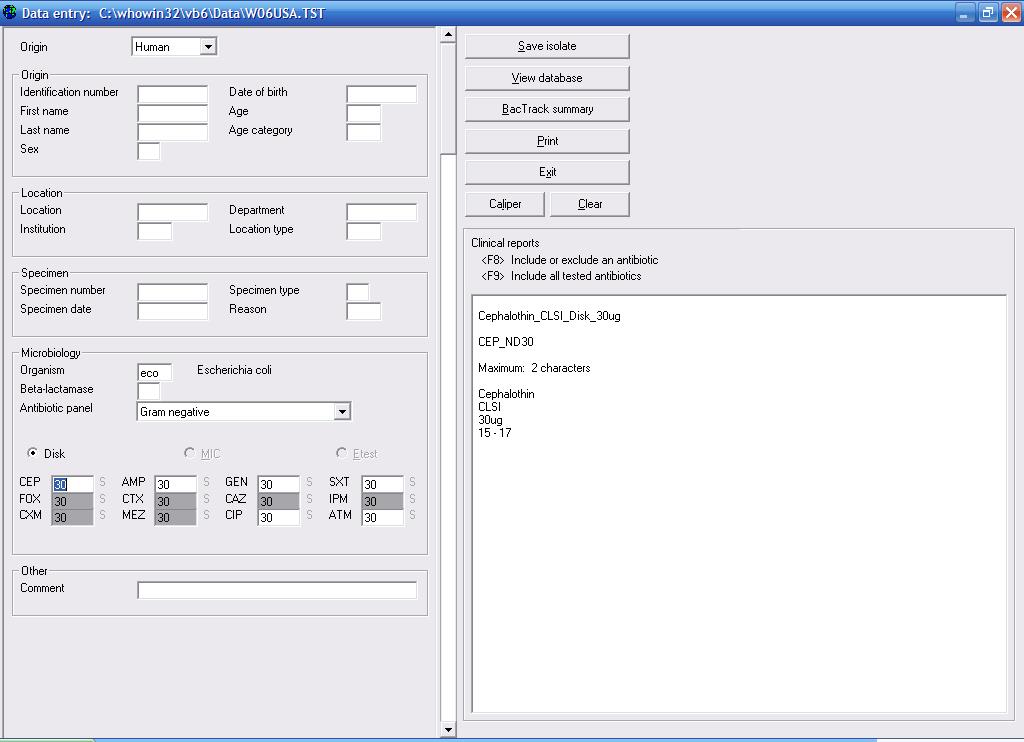 Data entry:  C:\whowin32\vb6\Data\W06USA.TST
Origin Human
Origin
Identification number Date of birth
First name Age
Last name Age category
Sex
Location
Location Department
Institution Location type
Specimen
Specimen number Specimen type
Specimen date Reason
Microbiology
Organism eco Escherichia coli
Beta-lactamase
Antibiotic panel Gram negative
Disk MIC Etest
CEP 30 S AMP 30 S GEN 30 S SXT 30 S
FOX 30 S CTX 30 S CAZ 30 S IPM 30 S
CXM 30 S MEZ 30 S CIP 30 S ATM 30 S
Other
Comment
Save isolate
View database
BacTrack summary
Print
Exit
Caliper Clear
Clinical reports
<F8> Include or exclude an antibiotic
<F9> Include all tested antibiotics
Cephalothin_CLSI_Disk_30ug
CEP_ND30
Maximum:  2 characters
Cephalothin
CLSI
30ug
15 - 17